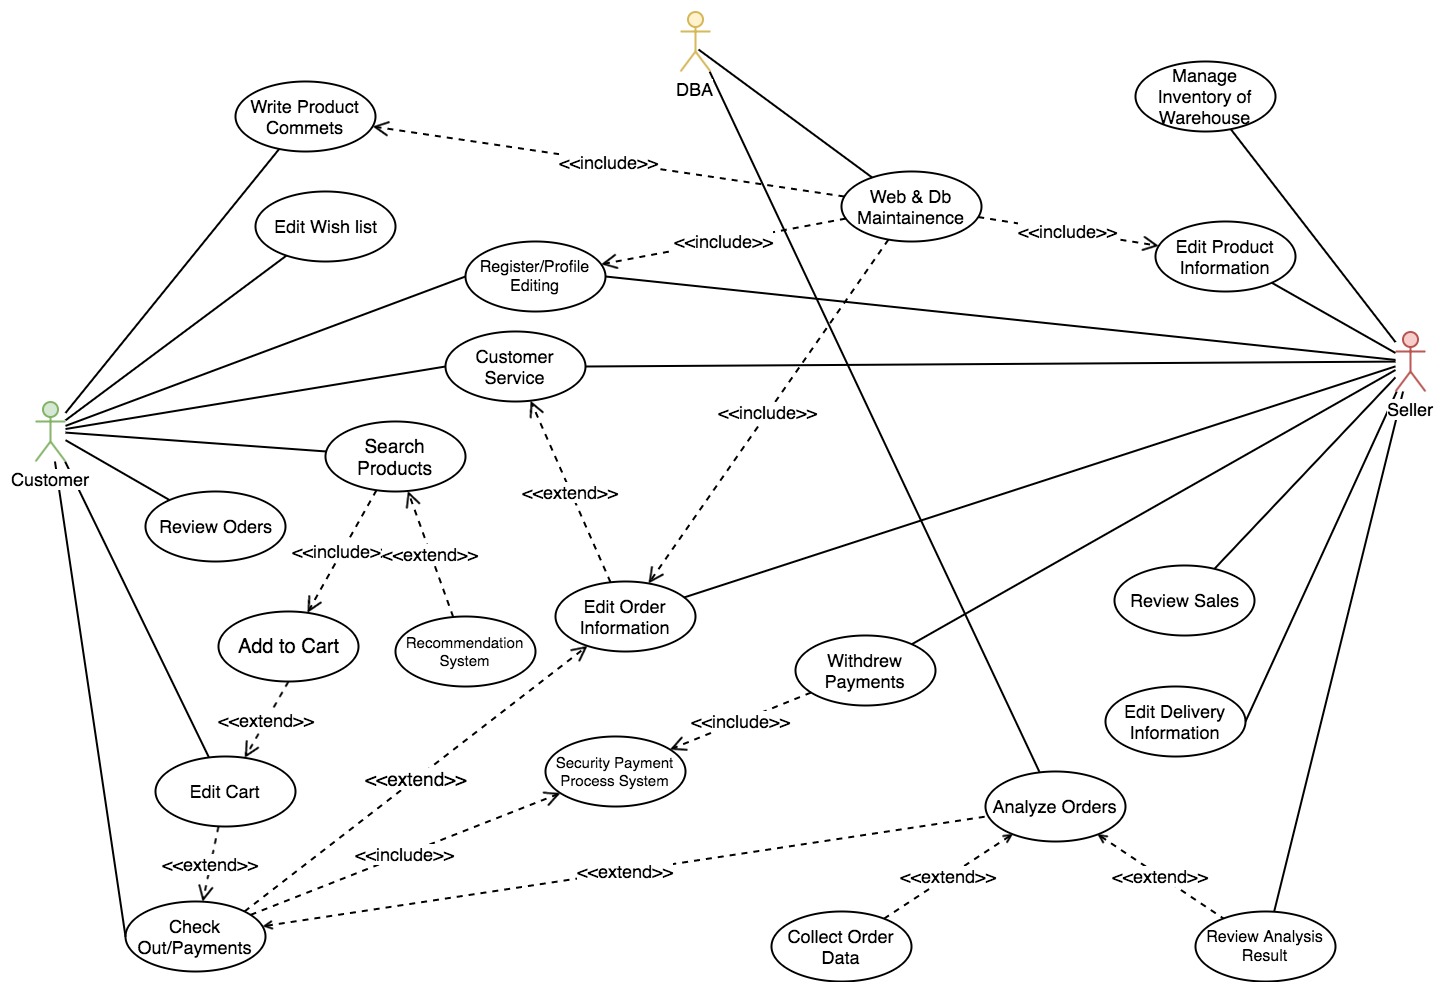 DBA
Manage
Inventory of
Warehouse
Write Product
Commets
<<include>>
Web & Db
Maintainence
Edit Wish list
<<include>>
<<include>>
Edit Product
Information
Register/Profile
Editing
Customer
Service
Seller
<<include>>
Search
Products
Customer
<<extend>>
Review Oders
<<include>
<<extend>>
Edit Order
Information
Review Sales
Add to Cart
Recommendation
System
Withdrew
Payments
<<extend>>
<<include>>
Edit Delivery
Information
Security Payment
Process System
<<extend>>
Edit Cart
Analyze Orders
<<extend>>
<<include>>
<<extend>>
<<extend>>
<<extend>>
Check
Out/Payments
Collect Order
Data
Review Analysis
Result